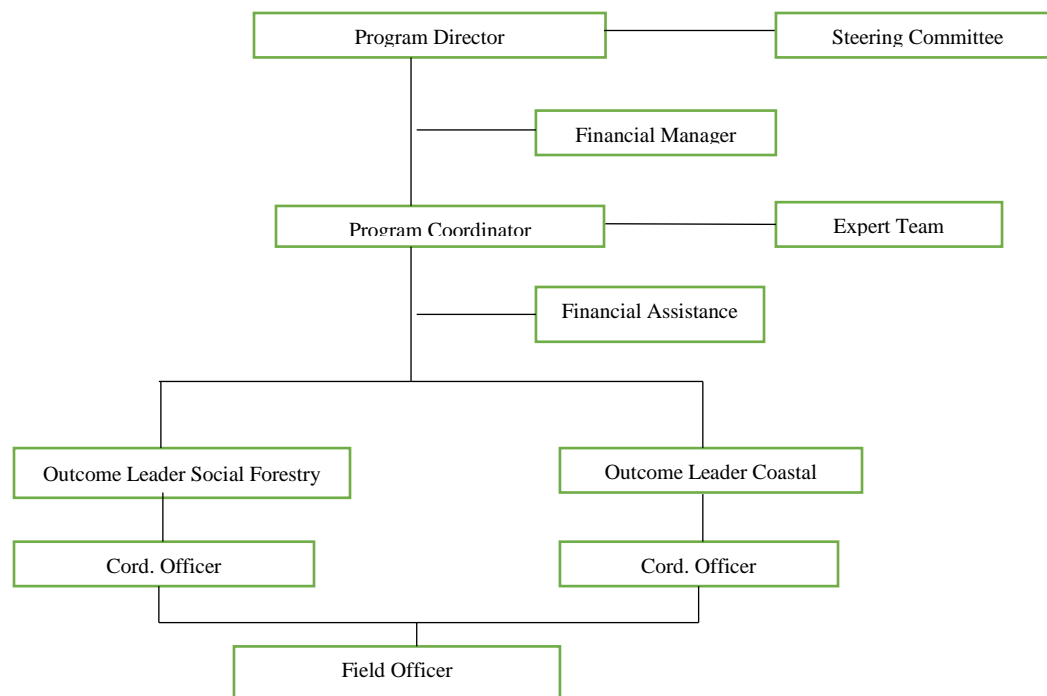 Program Director
Steering Committee
Financial Manager
Program Coordinator
Expert Team
Financial Assistance
Outcome Leader Social Forestry
Outcome Leader Coastal
Cord. Officer
Cord. Officer
Field Officer